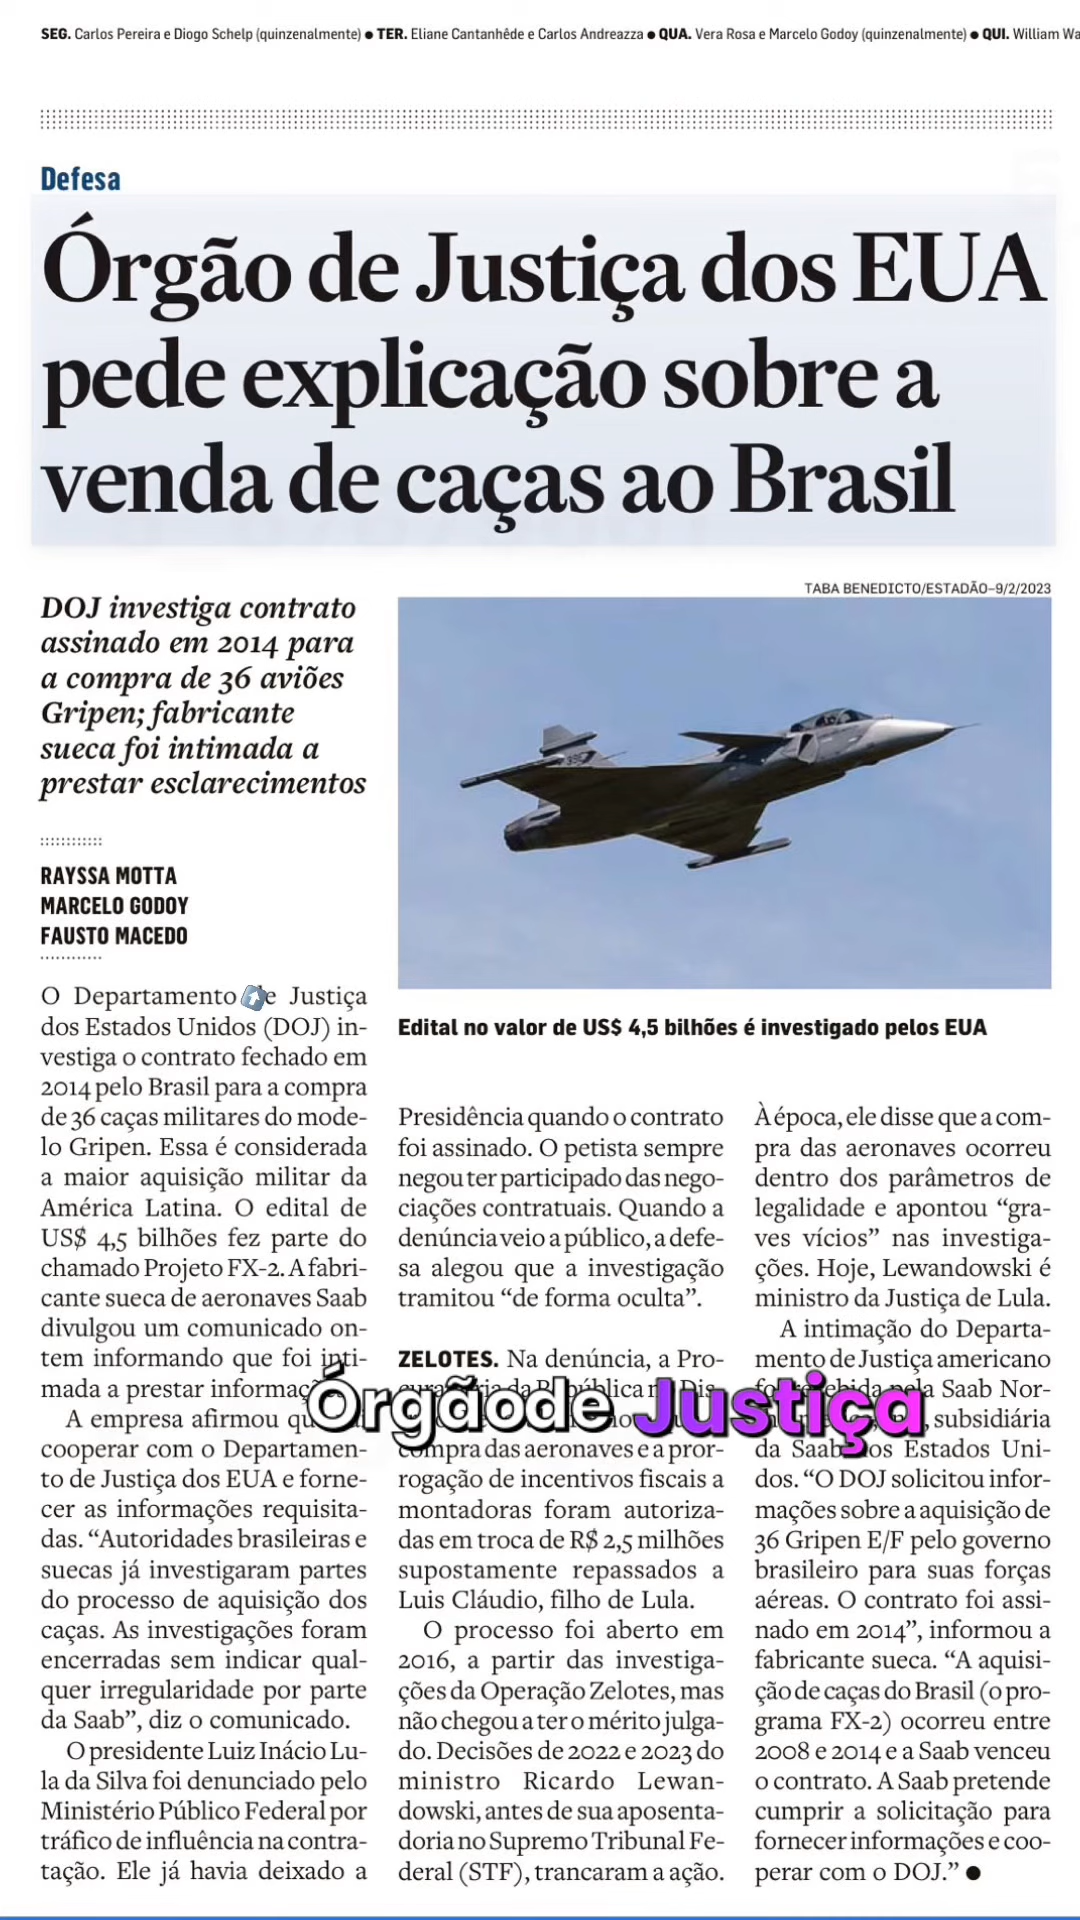 SEG. Carlos Pereira e Diogo Schelp (quinzenalmente) ● TER. Eliane Cantanhêde e Carlos Andreazza ● QUA. Vera Rosa e Marcelo Godoy (quinzenalmente) ● QUI. William Wa
Defesa
Órgão de Justiça dos EUA
pede explicação sobre a
venda de caças ao Brasil
DOJ investiga contrato
assinado em 2014 para
a compra de 36 aviões
Gripen; fabricante
sueca foi intimada a
prestar esclarecimentos
RAYSSA MOTTA
MARCELO GODOY
FAUSTO MACEDO
TABA BENEDICTO/ESTADÃO–9/2/2023
Edital no valor de US$ 4,5 bilhões é investigado pelos EUA
O Departamento Justiça
dos Estados Unidos (DOJ) in-
vestiga o contrato fechado em
2014 pelo Brasil para a compra
de 36 caças militares do mode-
lo Gripen. Essa é considerada
a maior aquisição militar da
América Latina. O edital de
US$ 4,5 bilhões fez parte do
chamado Projeto FX-2. A fabri-
cante sueca de aeronaves Saab
divulgou um comunicado on-
tem informando que foi inti-
mada a prestar
A empresa afirmou
cooperar com o Departamen-
to de Justiça dos EUA e forne-
cer as informações requisita-
das. “Autoridades brasileiras e
suecas já investigaram partes
do processo de aquisição dos
caças. As investigações foram
encerradas sem indicar qual-
quer irregularidade por parte
da Saab”, diz o comunicado.
O presidente Luiz Inácio Lu-
la da Silva foi denunciado pelo
Ministério Público Federal por
tráfico de influência na contra-
tação. Ele já havia deixado a
Presidência quando o contrato
foi assinado. O petista sempre
negou ter participado das nego-
ciações contratuais. Quando a
denúncia veio a público, a defe-
sa alegou que a investigação
tramitou “de forma oculta”.
ZELOTES. Na denúncia, a Pro-
compra das aeronaves e a pror-
rogação de incentivos fiscais a
montadoras foram autoriza-
das em troca de R$ 2,5 milhões
supostamente repassados a
Luis Cláudio, filho de Lula.
O processo foi aberto em
2016, a partir das investiga-
ções da Operação Zelotes, mas
não chegou a ter o mérito julga-
do. Decisões de 2022 e 2023 do
ministro Ricardo Lewan-
dowski, antes de sua aposenta-
doria no Supremo Tribunal Fe-
deral (STF), trancaram a ação.
À época, ele disse que a com-
pra das aeronaves ocorreu
dentro dos parâmetros de
legalidade e apontou “gra-
ves vícios” nas investiga-
ções. Hoje, Lewandowski é
ministro da Justiça de Lula.
A intimação do Departa-
mento de Justiça americano
Saab Nor-
subsidiária
da Saab Estados Uni-
dos. “O DOJ solicitou infor-
mações sobre a aquisição de
36 Gripen E/F pelo governo
brasileiro para suas forças
aéreas. O contrato foi assi-
nado em 2014”, informou a
fabricante sueca. “A aquisi-
ção de caças do Brasil (o pro-
grama FX-2) ocorreu entre
2008 e 2014 e a Saab venceu
o contrato. A Saab pretende
cumprir a solicitação para
fornecer informações e coo-
perar com o DOJ.” ●
Órgãode Justiça